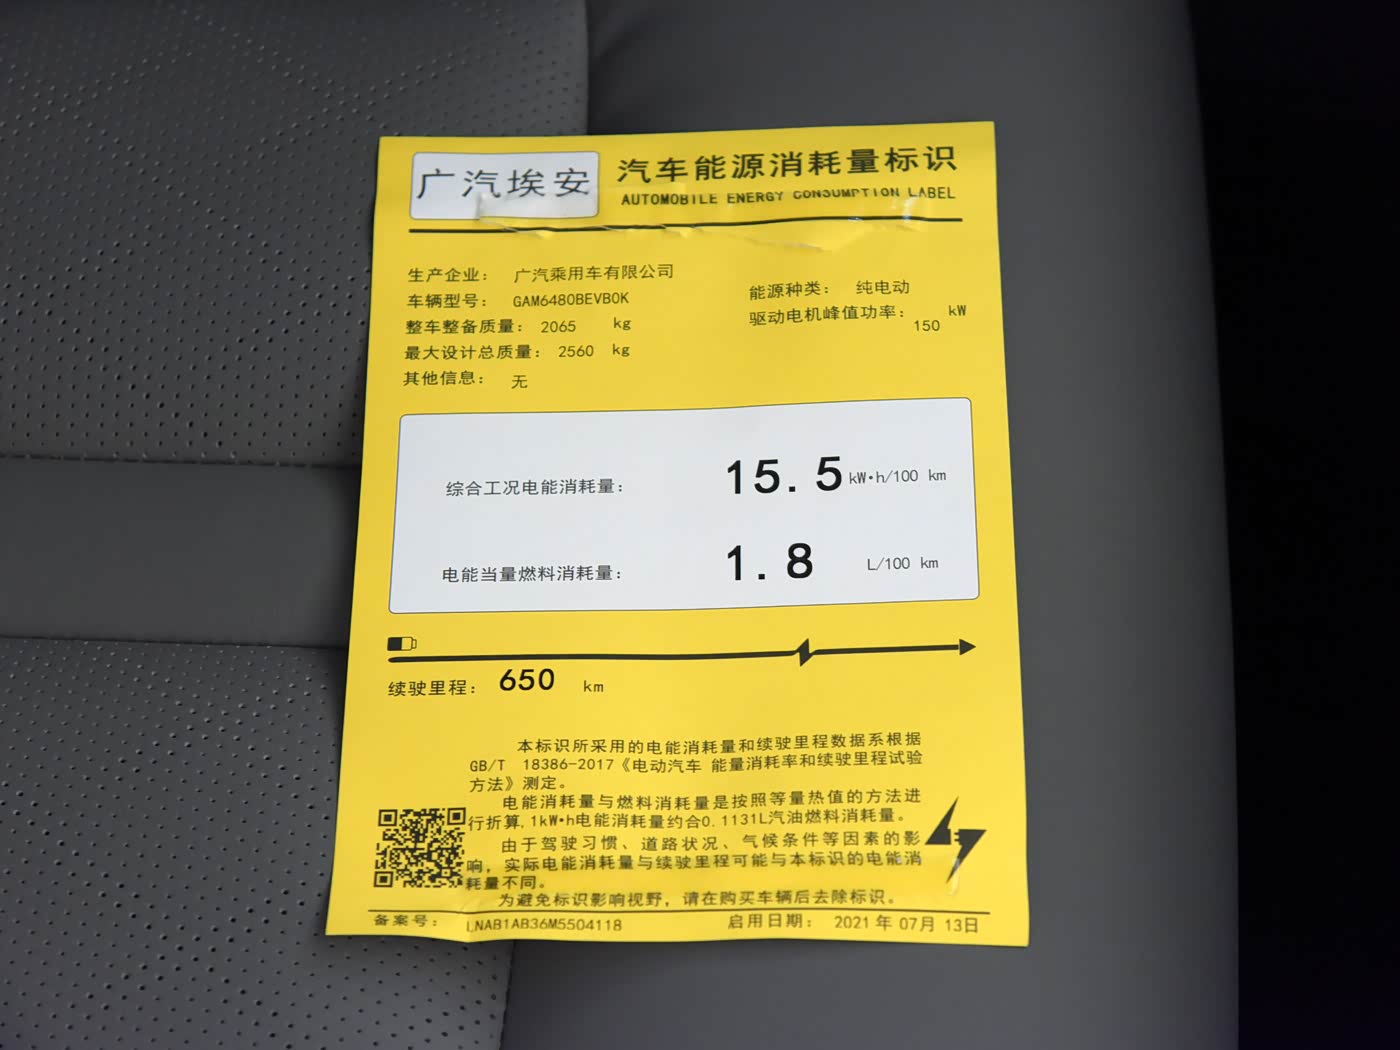 广汽埃安 汽车能源消耗量标识
AUTOMOBILE ENERGY CONSUMPTION LABEL
生产企业： 广汽乘用车有限公司
车辆型号： GAM6480BEVB0K
整车整备质量： 2065 kg
最大设计总质量： 2560 kg
其他信息： 无
能源种类： 纯电动
驱动电机峰值功率： 150 kW
综合工况电能消耗量： 15.5 kW·h/100 km
电能当量燃料消耗量： 1.8 L/100 km
续驶里程： 650 km
本标识所采用的电能消耗量和续驶里程数据系根据
GB/T 18386-2017《电动汽车 能量消耗率和续驶里程试验
方法》测定。
电能消耗量与燃料消耗量是按照等量热值的方法进
行折算,1kW·h电能消耗量约合0.1131L汽油燃料消耗量。
由于驾驶习惯、道路状况、气候条件等因素的影
响，实际电能消耗量与续驶里程可能与本标识的电能消
耗量不同。
为避免标识影响视野，请在购买车辆后去除标识。
备案号： LNAB1AB36M5504118 启用日期： 2021 年 07月 13日